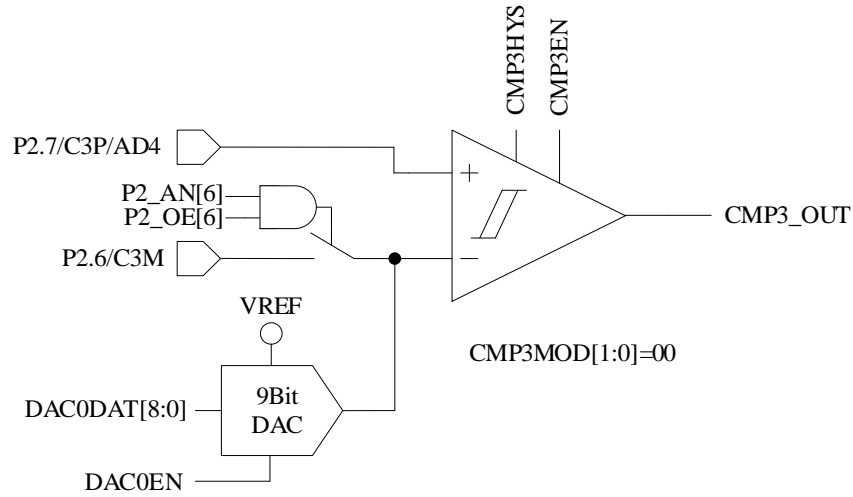 CMP3HYS
CMP3EN
P2.7/C3P/AD4
+
P2_AN[6]
P2_OE[6]
CMP3_OUT
P2.6/C3M
−
VREF
CMP3MOD[1:0]=00
DAC0DAT[8:0]
9Bit
DAC
DAC0EN